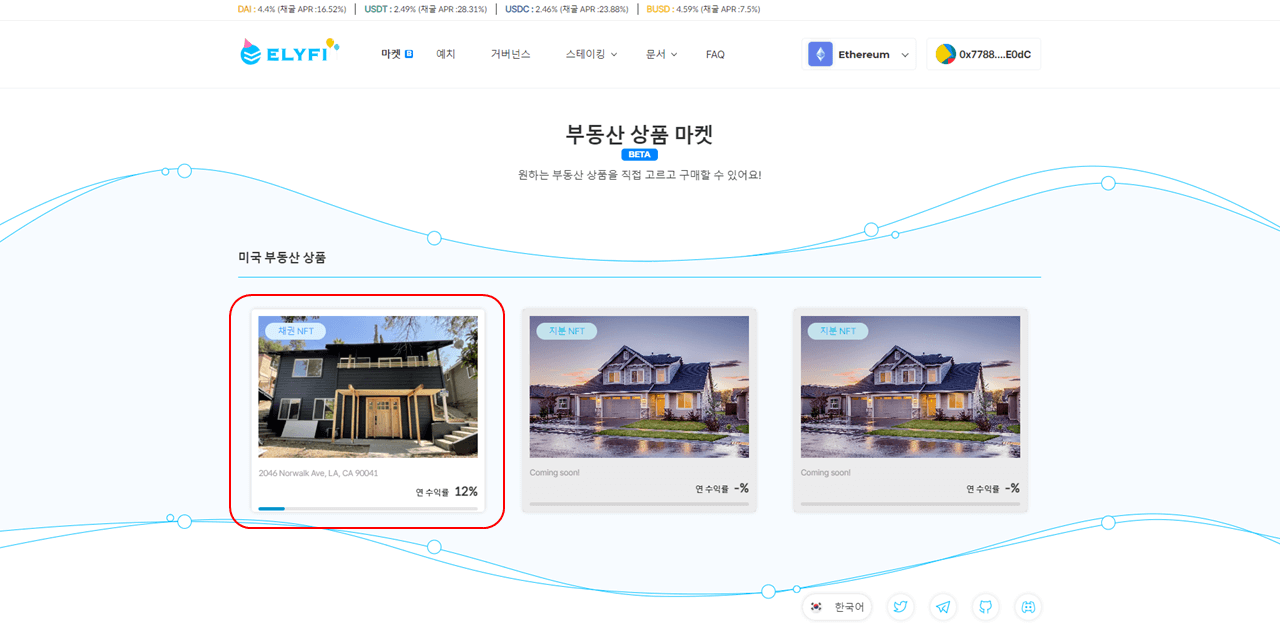 DAI : 4.4% (채굴 APR :16.52%) | USDT : 2.49% (채굴 APR :28.31%) | USDC : 2.46% (채굴 APR :23.88%) | BUSD : 4.59% (채굴 APR :7.5%)
ELYFI 마켓 B 예치 거버넌스 스테이킹 문서 FAQ Ethereum 0x7788....E0dC
부동산 상품 마켓
BETA
원하는 부동산 상품을 직접 고르고 구매할 수 있어요!
미국 부동산 상품
채권 NFT
2046 Norwalk Ave, LA, CA 90041
연 수익률 12%
지분 NFT
Coming soon!
연 수익률 -%
지분 NFT
Coming soon!
연 수익률 -%
한국어